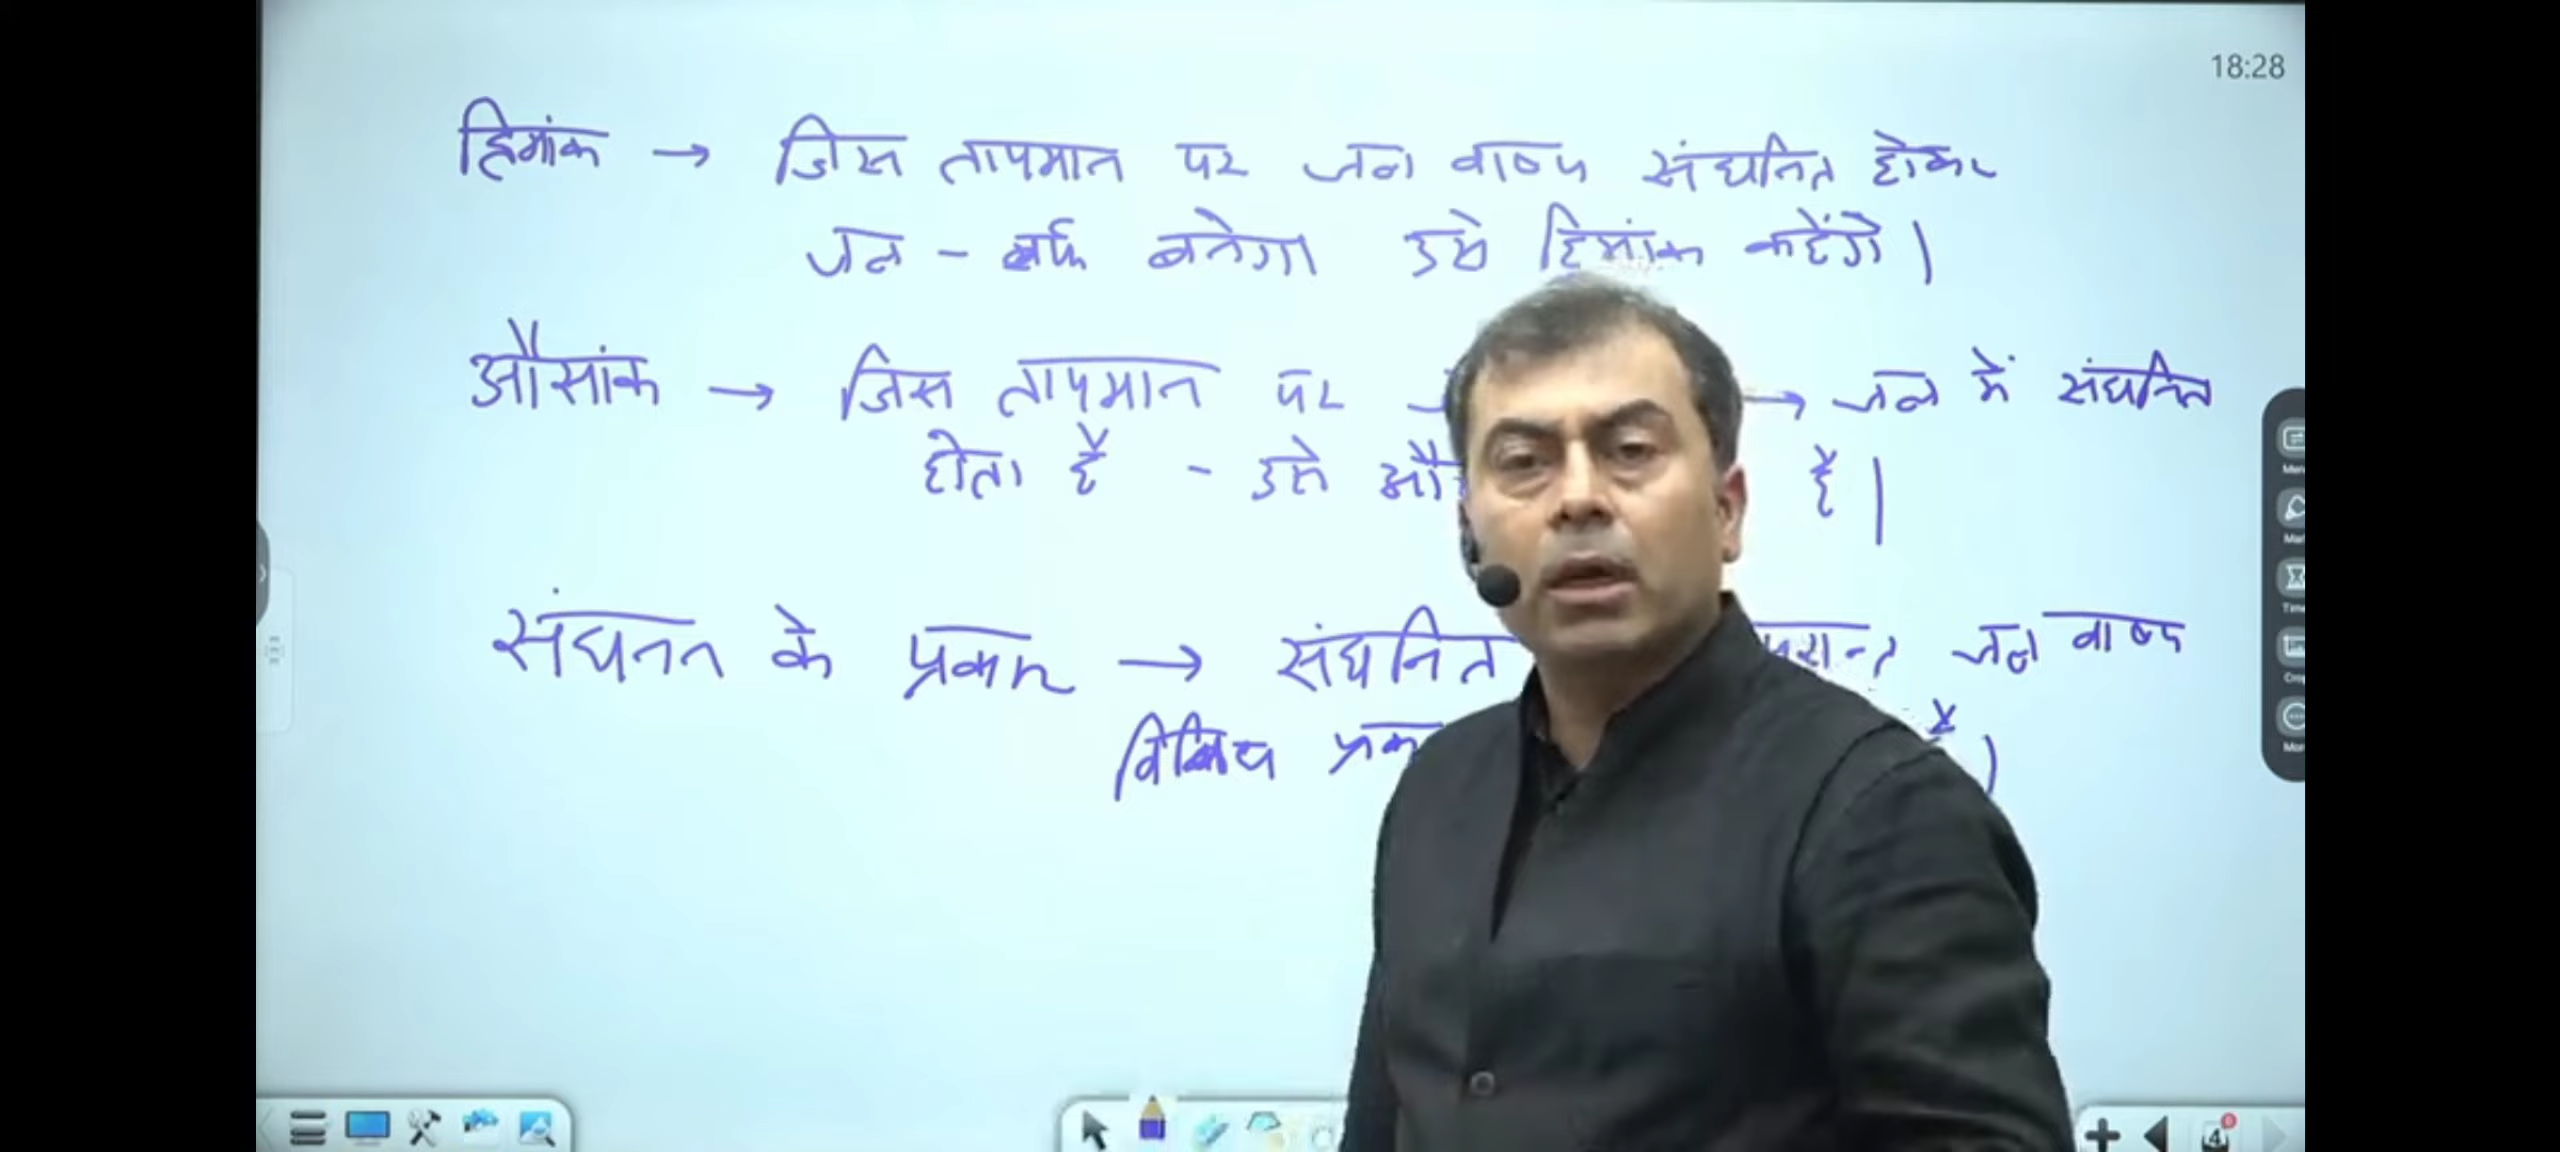 18:28
हिमांक → जिस तापमान पर जल वाष्प संघनित होकर
जल - बर्फ बनेगा उसे हिमांक कहेंगे |
औसांक → जिस तापमान पर → जल में संघनित
होता है - उसे औ है |
संघनन के प्रकार → संघनित जल वाष्प
विभिन्न है |